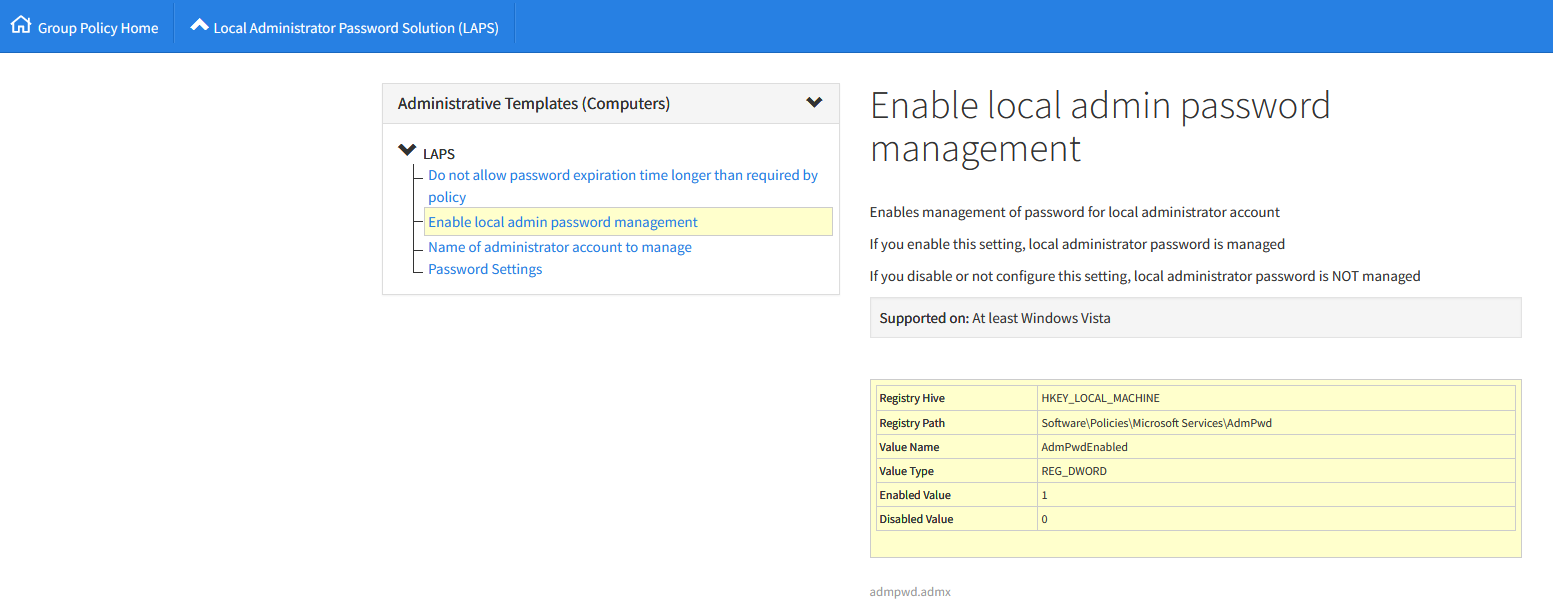 Group Policy Home
Local Administrator Password Solution (LAPS)
Administrative Templates (Computers)
LAPS
Do not allow password expiration time longer than required by
policy
Enable local admin password management
Name of administrator account to manage
Password Settings
Enable local admin password
management
Enables management of password for local administrator account
If you enable this setting, local administrator password is managed
If you disable or not configure this setting, local administrator password is NOT managed
Supported on: At least Windows Vista
Registry Hive HKEY_LOCAL_MACHINE
Registry Path Software\Policies\Microsoft Services\AdmPwd
Value Name AdmPwdEnabled
Value Type REG_DWORD
Enabled Value 1
Disabled Value 0
admpwd.admx